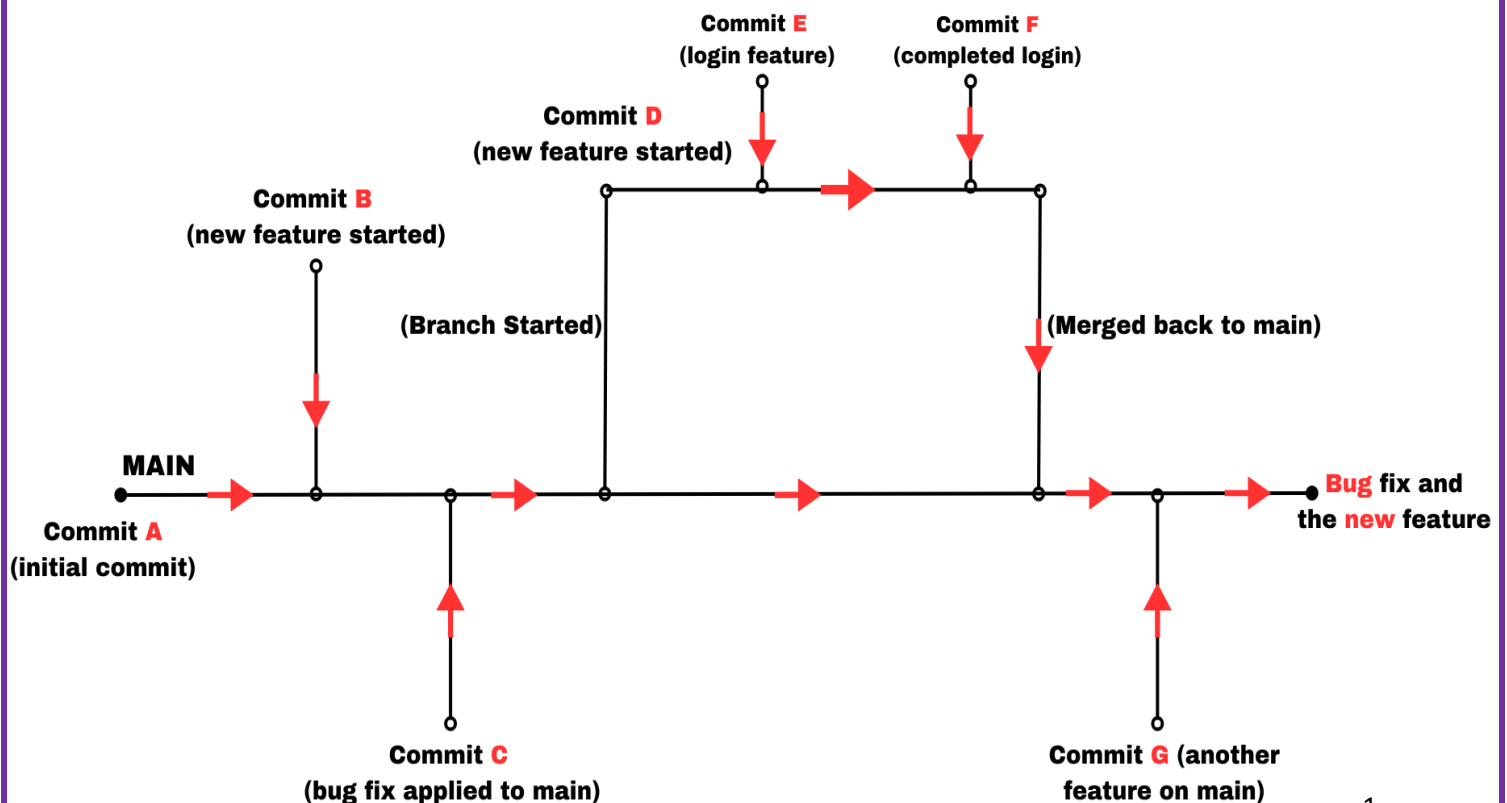 Commit E
(login feature)
Commit F
(completed login)
Commit D
(new feature started)
Commit B
(new feature started)
(Branch Started)
(Merged back to main)
MAIN
Commit A
(initial commit)
Bug fix and
the new feature
Commit C
(bug fix applied to main)
Commit G (another
feature on main)